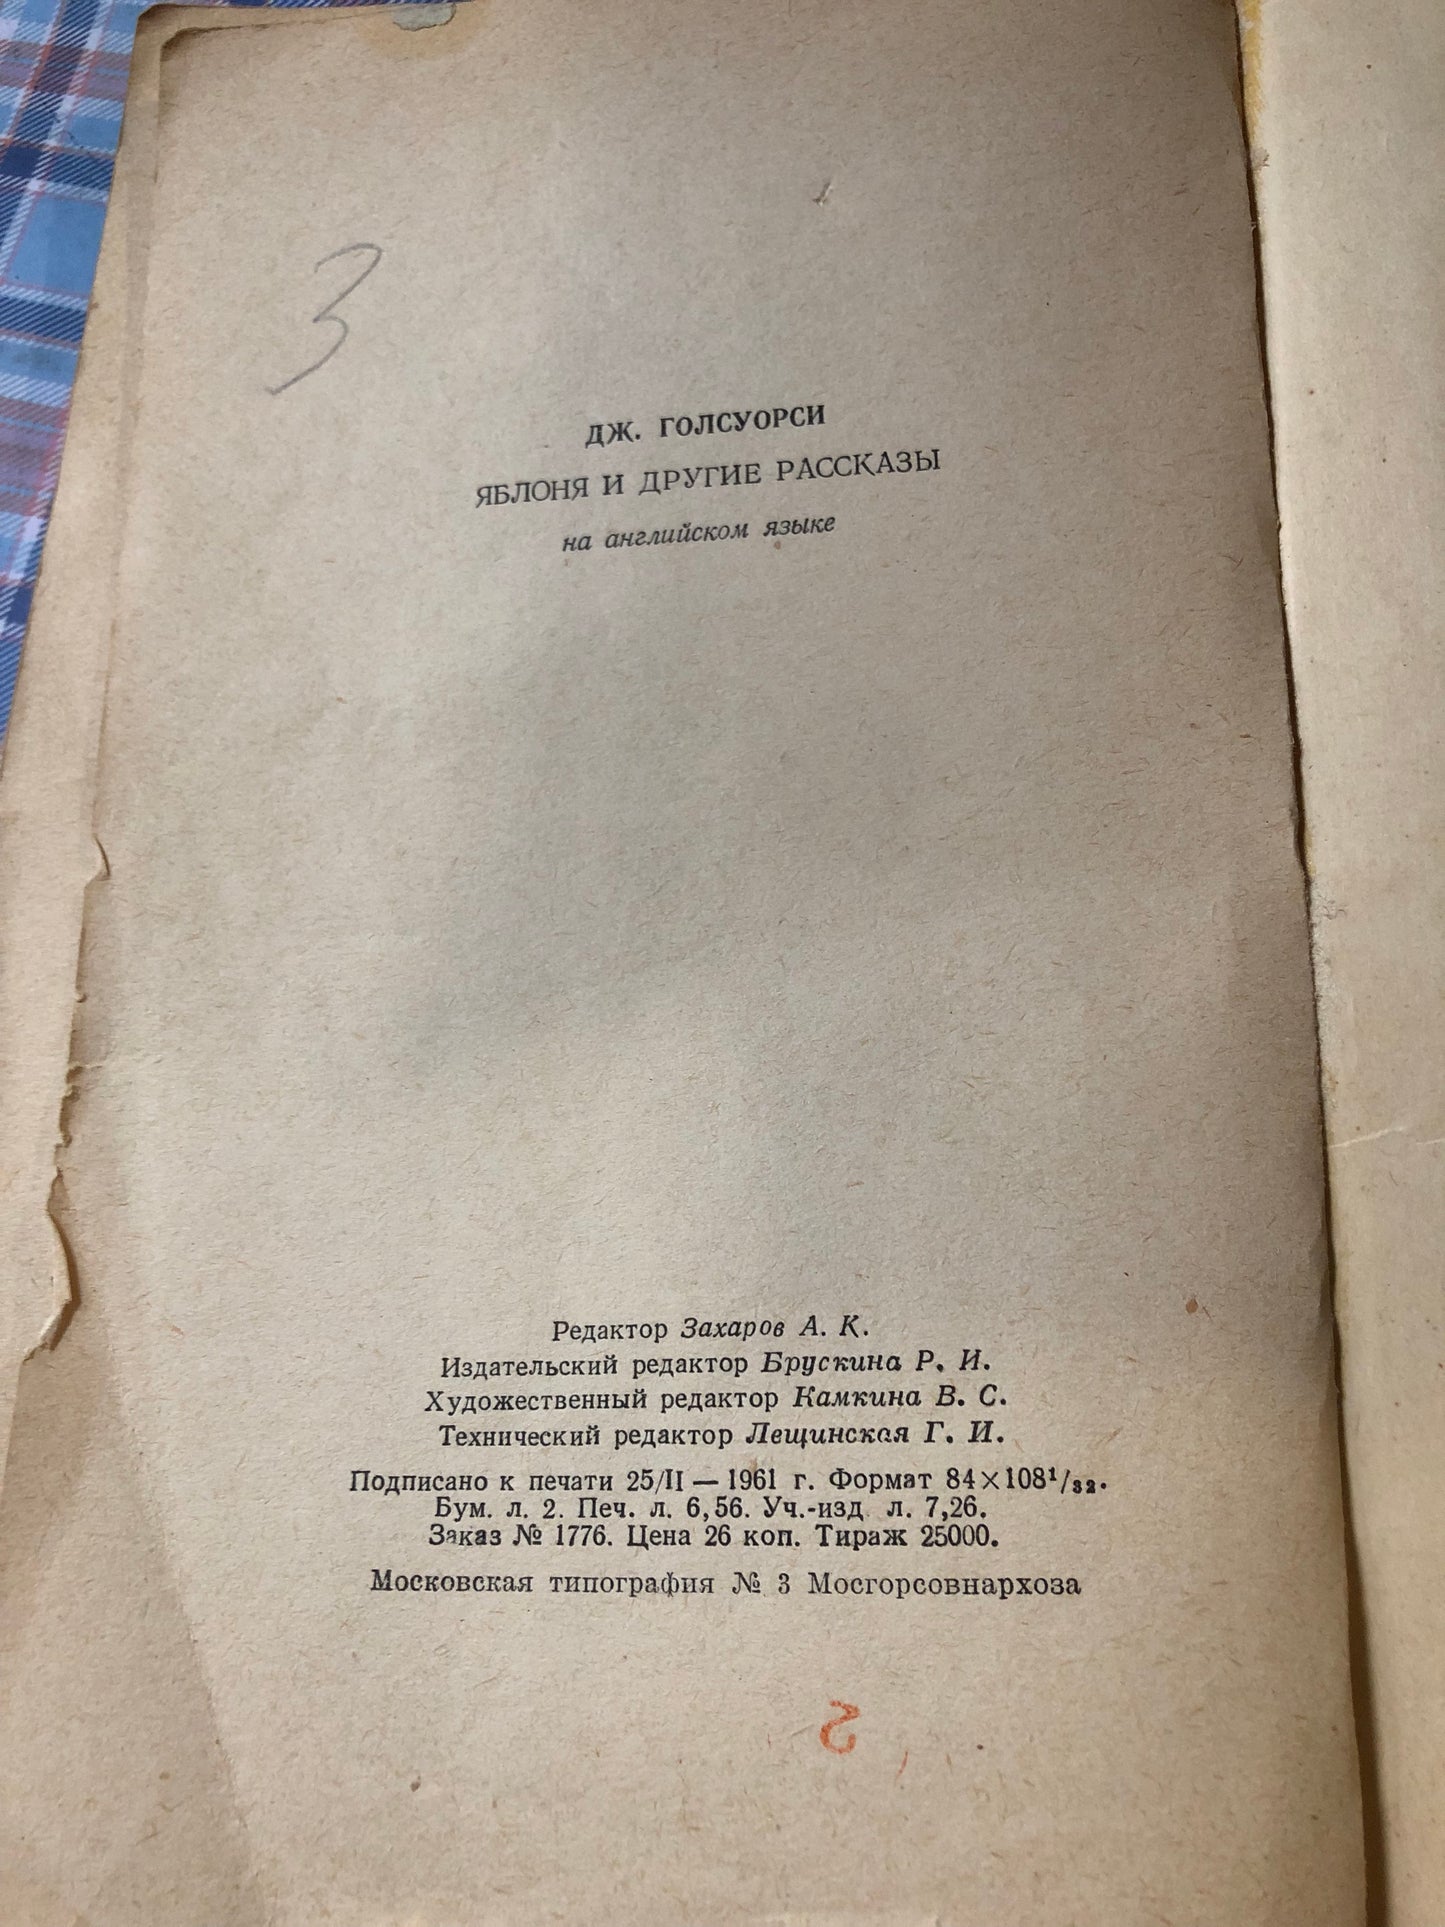 3
ДЖ. ГОЛСУОРСИ
ЯБЛОНЯ И ДРУГИЕ РАССКАЗЫ
на английском языке
Редактор Захаров А. К.
Издательский редактор Брускина Р. И.
Художественный редактор Камкина В. С.
Технический редактор Лещинская Г. И.
Подписано к печати 25/II — 1961 г. Формат 84×108¹/₃₂.
Бум. л. 2. Печ. л. 6,56. Уч.-изд. л. 7,26.
Заказ № 1776. Цена 26 коп. Тираж 25000.
Московская типография № 3 Мосгорсовнархоза